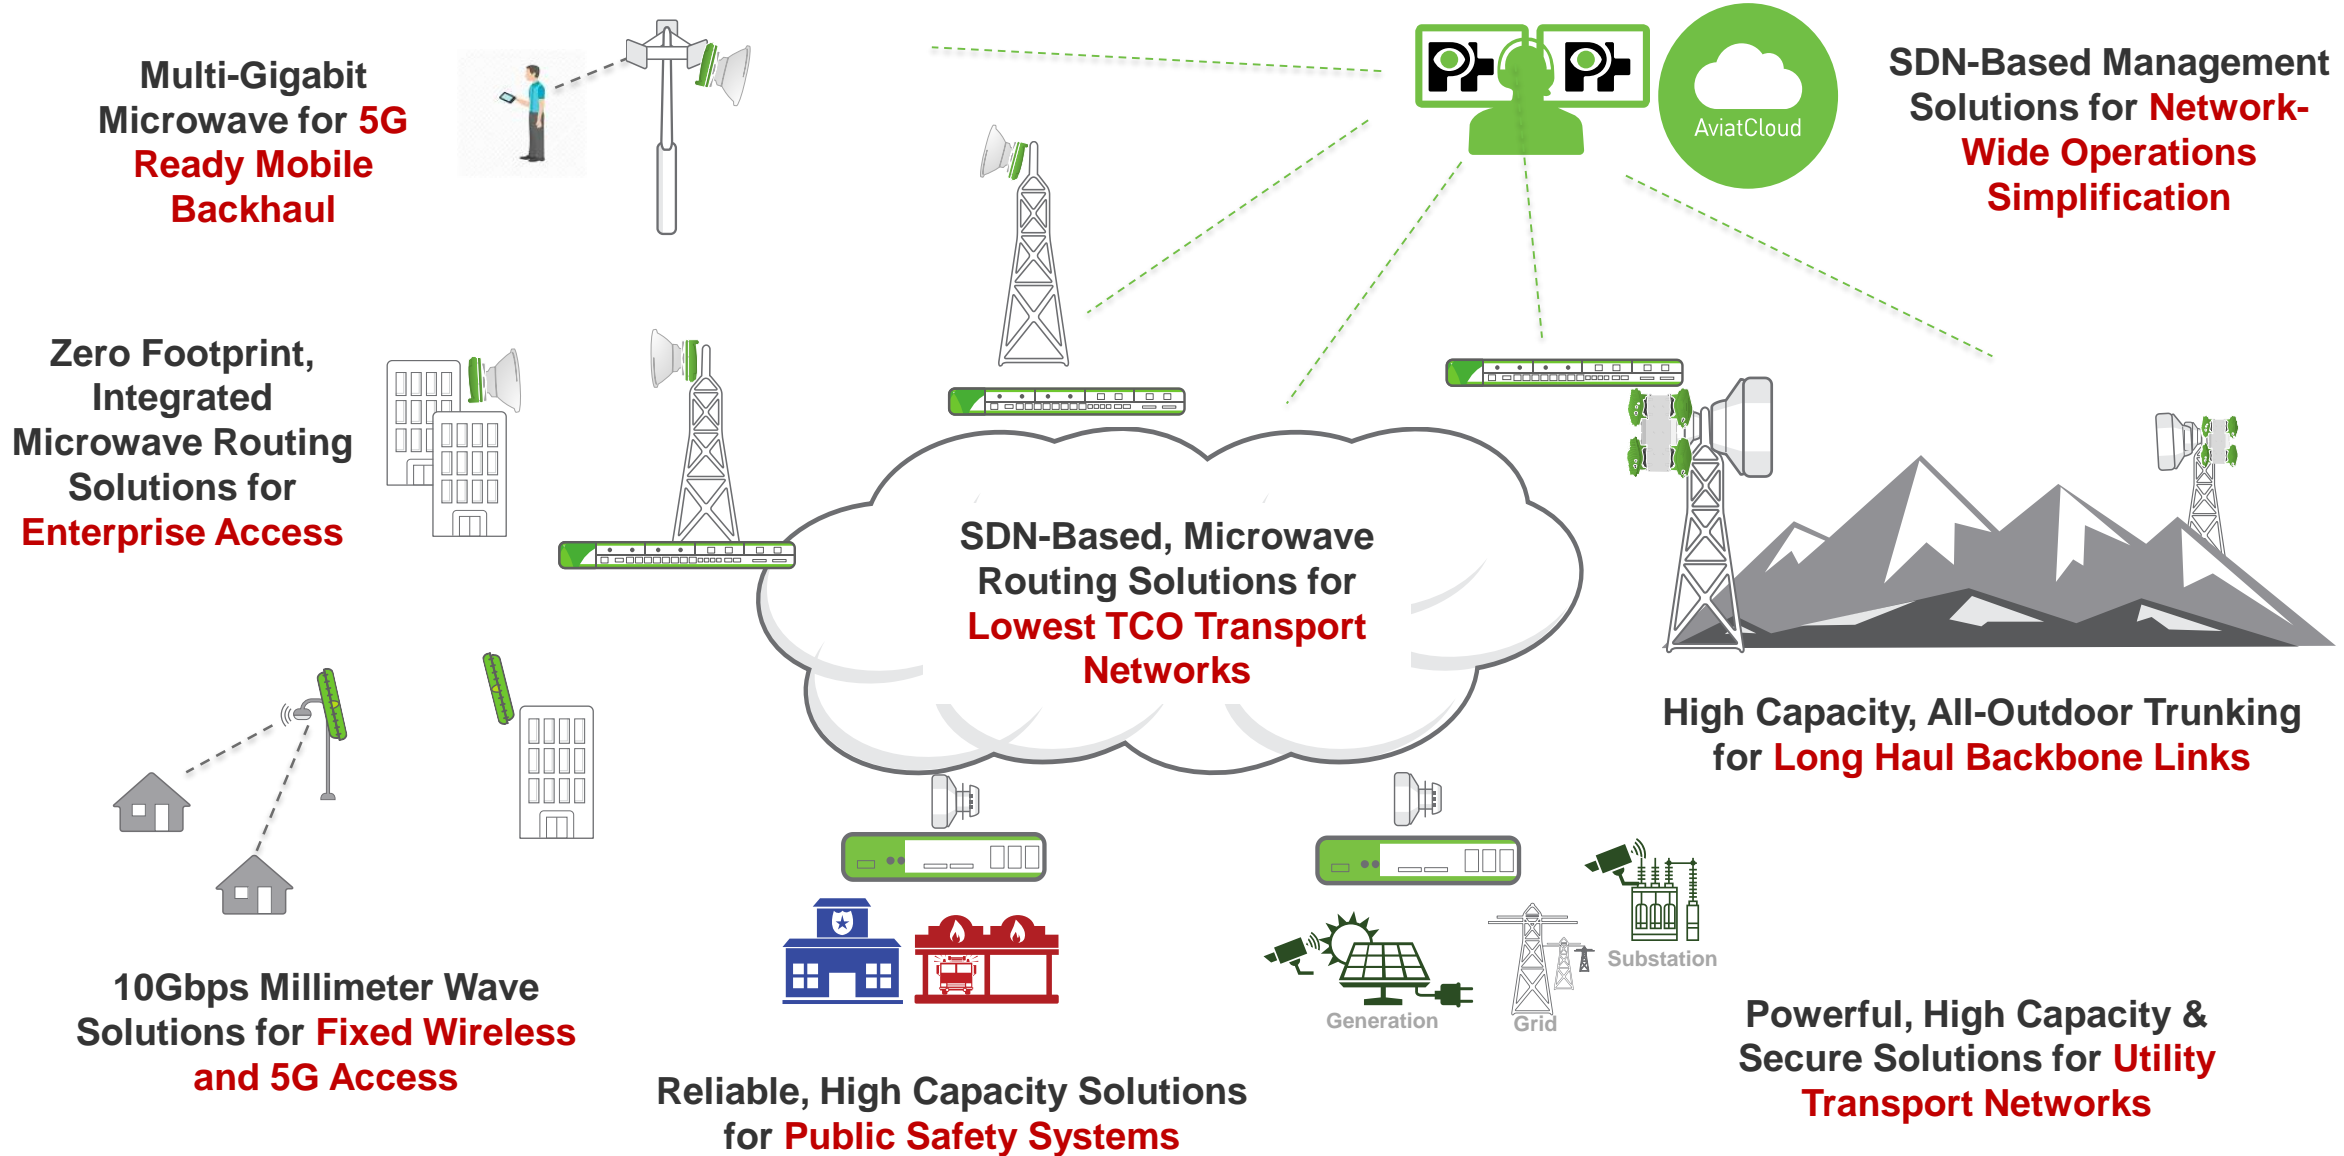 Multi-Gigabit
Microwave for 5G
Ready Mobile
Backhaul
AviatCloud
SDN-Based Management
Solutions for Network-
Wide Operations
Simplification
Zero Footprint,
Integrated
Microwave Routing
Solutions for
Enterprise Access
SDN-Based, Microwave
Routing Solutions for
Lowest TCO Transport
Networks
High Capacity, All-Outdoor Trunking
for Long Haul Backbone Links
10Gbps Millimeter Wave
Solutions for Fixed Wireless
and 5G Access
Reliable, High Capacity Solutions
for Public Safety Systems
Generation
Grid
Substation
Powerful, High Capacity &
Secure Solutions for Utility
Transport Networks